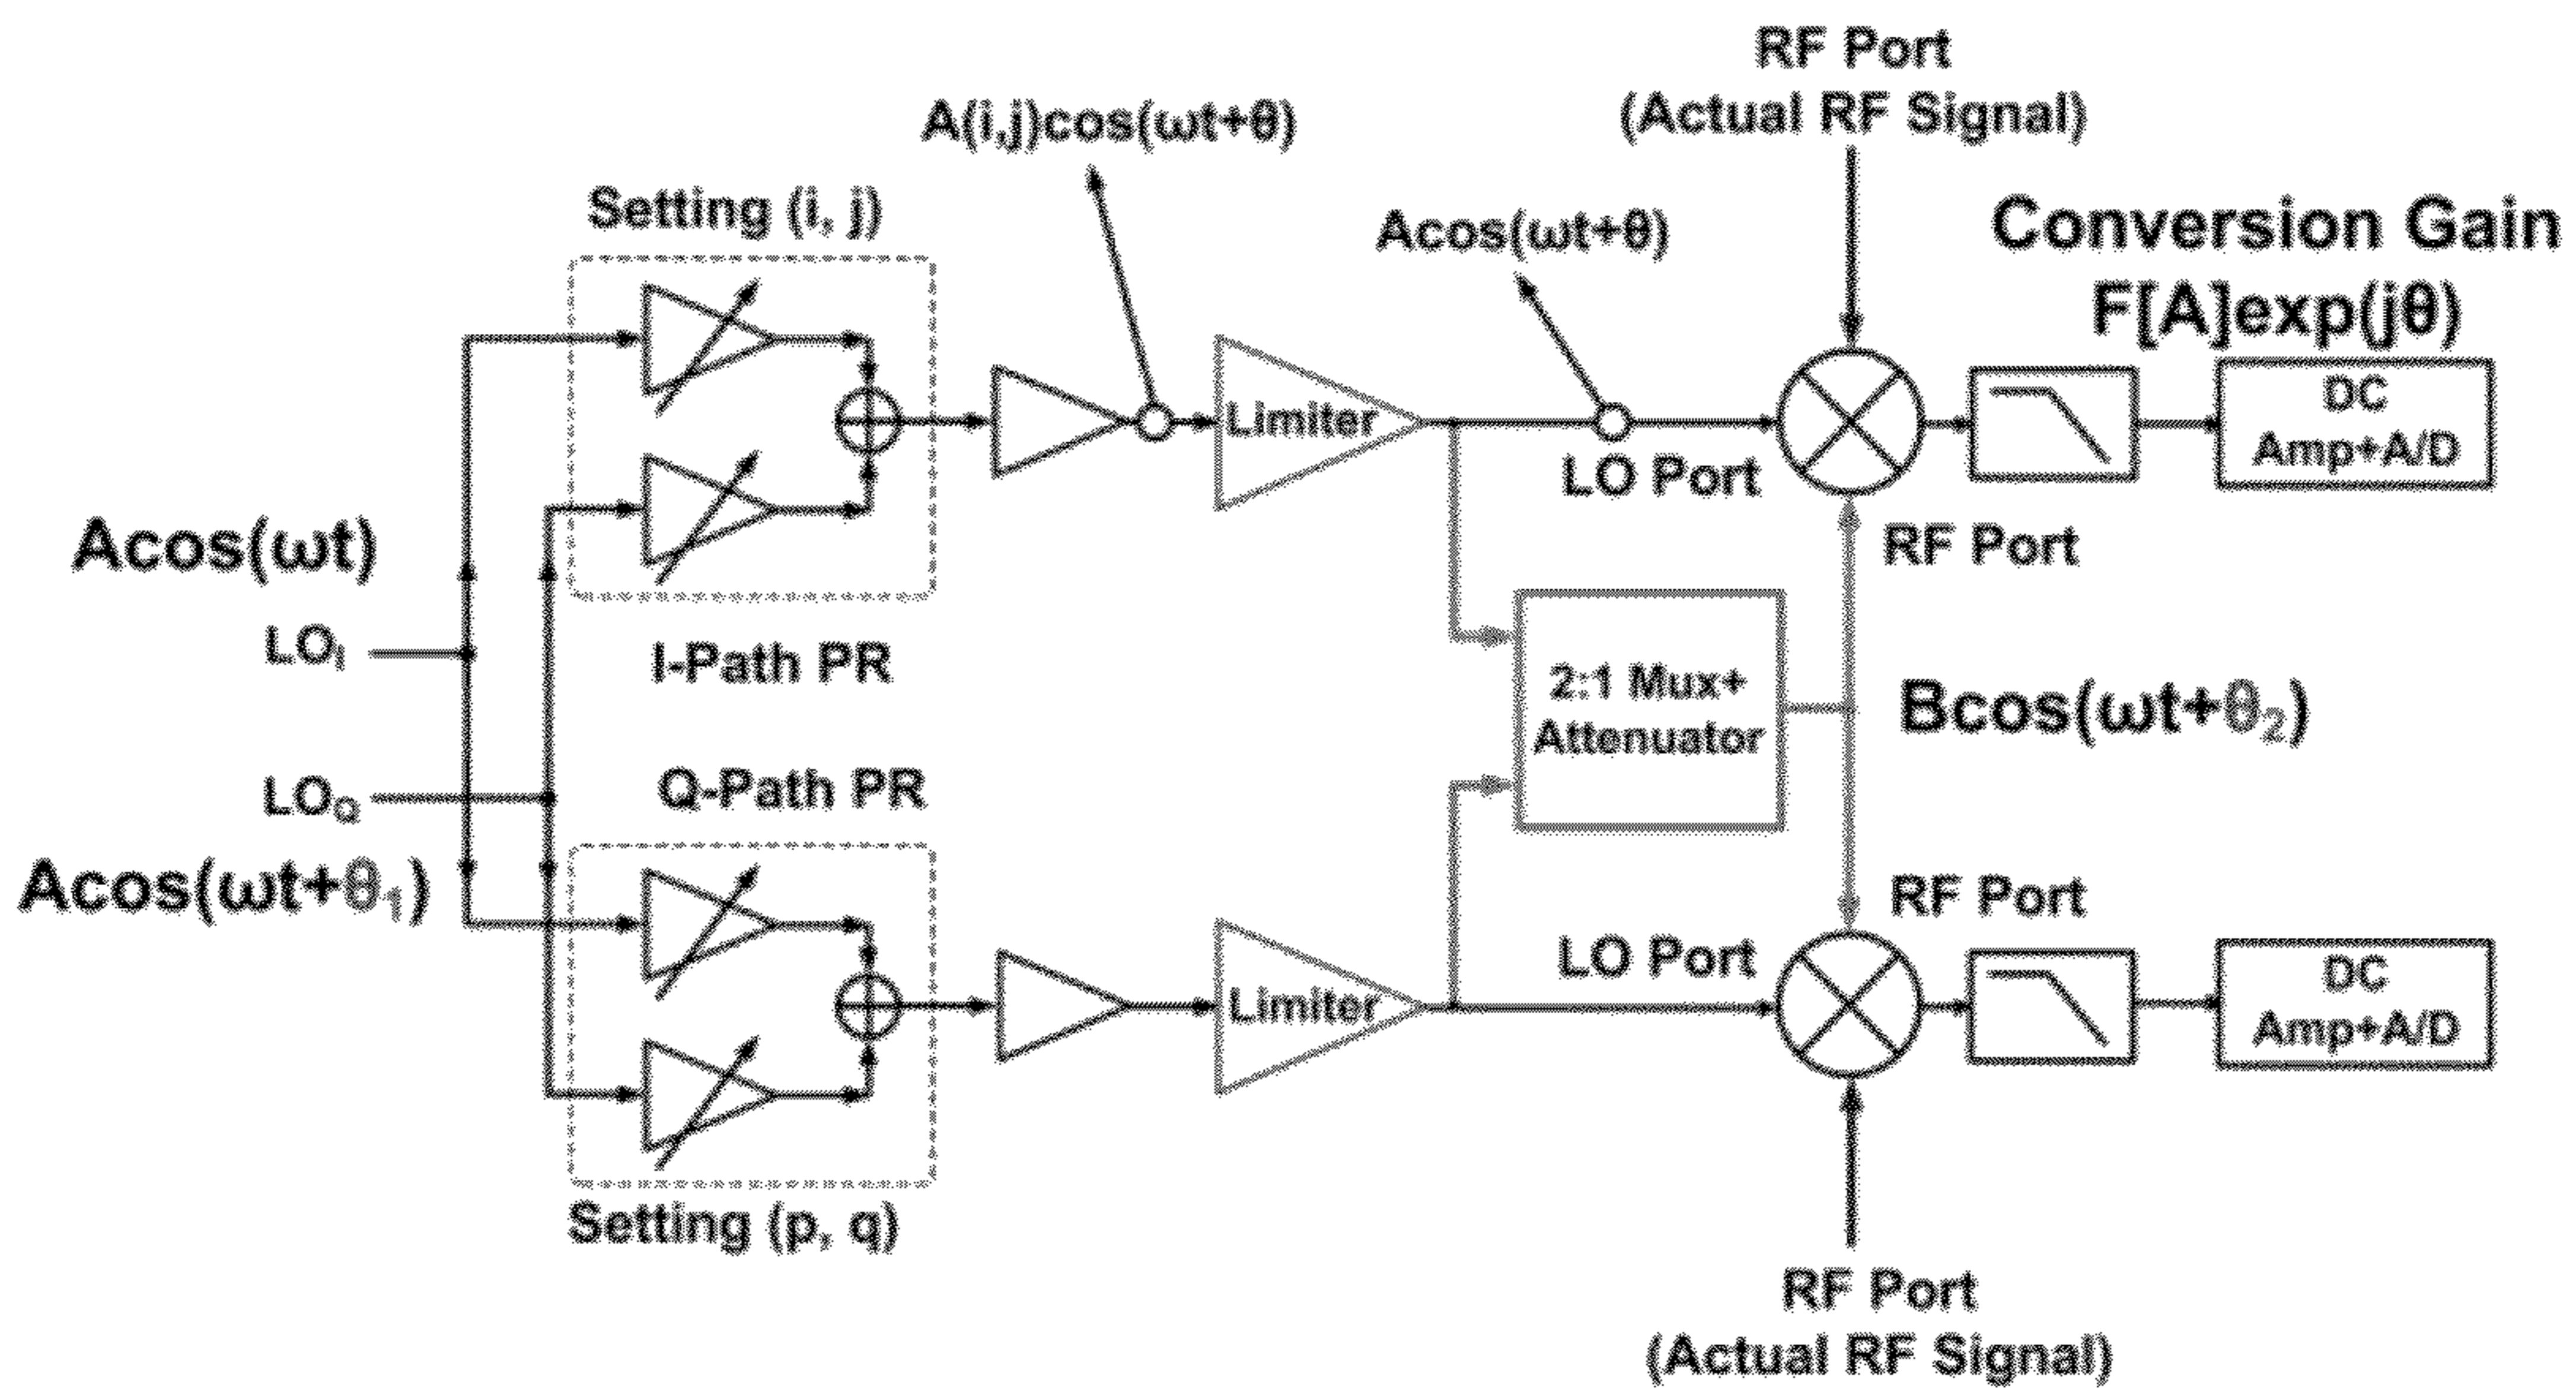 RF Port
(Actual RF Signal)
A(i,j)cos(ωt+θ)
Setting (i, j)
Acos(ωt+θ)
Conversion Gain
F[A]exp(jθ)
Limiter
LO Port
DC
Amp+A/D
Acos(ωt)
RF Port
LOI
I-Path PR
2:1 Mux+
Attenuator
Bcos(ωt+θ2)
LOQ
Q-Path PR
Acos(ωt+θ1)
RF Port
LO Port
Limiter
DC
Amp+A/D
Setting (p, q)
RF Port
(Actual RF Signal)